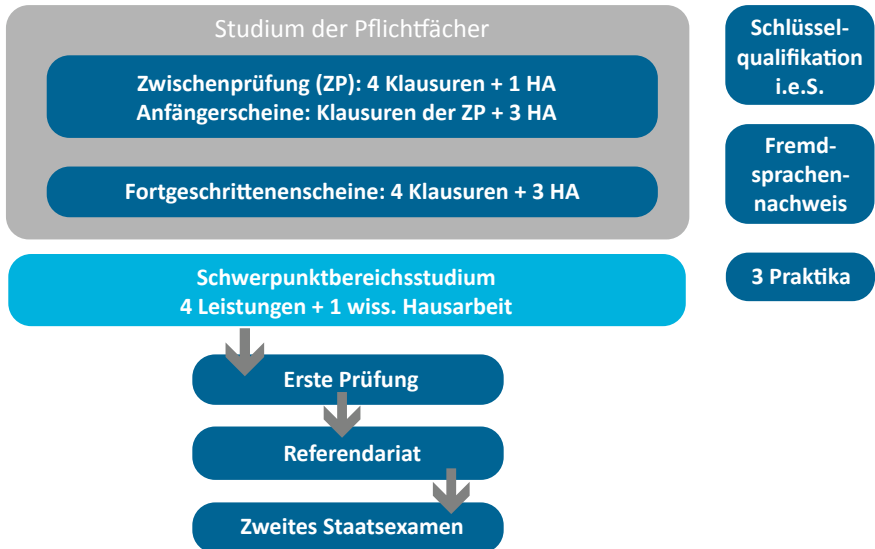 Studium der Pflichtfächer
Zwischenprüfung (ZP): 4 Klausuren + 1 HA
Anfängerscheine: Klausuren der ZP + 3 HA
Fortgeschrittenenscheine: 4 Klausuren + 3 HA
Schwerpunktbereichsstudium
4 Leistungen + 1 wiss. Hausarbeit
Erste Prüfung
Referendariat
Zweites Staatsexamen
Schlüssel-
qualifikation
i.e.S.
Fremd-
sprachen-
nachweis
3 Praktika